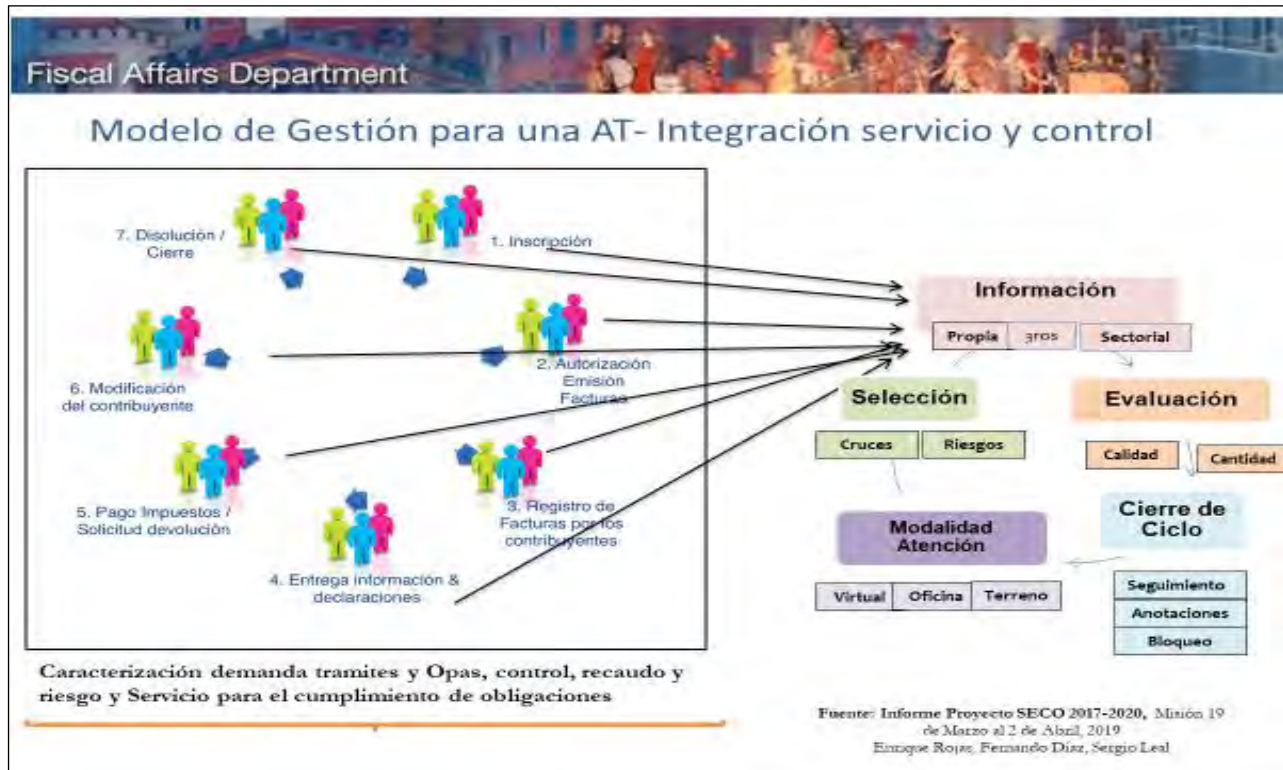 Fiscal Affairs Department
Modelo de Gestión para una AT- Integración servicio y control
7. Disolución /
Cierre
1. Inscripción
6. Modificación
del contribuyente
2. Autorización
Emisión
Facturas
5. Pago Impuestos /
Solicitud devolución
3. Registro de
Facturas por los
contribuyentes
4. Entrega información &
declaraciones
Información
Propia
Sectorial
Selección
Evaluación
Cruces
Riesgos
Calidad
Cantidad
Modalidad
Atención
Cierre de
Ciclo
Virtual
Oficina
Terreno
Seguimiento
Anotaciones
Bloqueo
Caracterización demanda tramites y Opas, control, recaudo y
riesgo y Servicio para el cumplimiento de obligaciones
Fuente: Informe Proyecto SECO 2017-2020, Misión 19
de Marzo al 2 de Abril, 2019
Enrique Rojas, Fernando Díaz, Sergio Leal